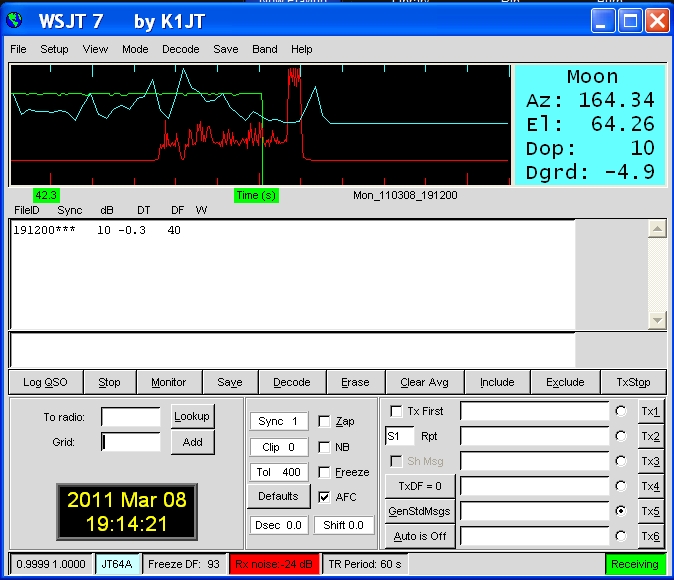 WSJT 7 by K1JT
File Setup View Mode Decode Save Band Help
Moon
Az: 164.34
El: 64.26
Dop: 10
Dgrd: -4.9
42.3 Time (s) Mon_110308_191200
FileID Sync dB DT DF W
191200*** 10 -0.3 40
Log QSO Stop Monitor Save Decode Erase Clear Avg Include Exclude TxStop
To radio: Lookup
Grid: Add
2011 Mar 08
19:14:21
Sync 1 Zap
Clip 0 NB
Tol 400 Freeze
Defaults AFC
Dsec 0.0 Shift 0.0
Tx First Tx1
S1 Rpt Tx2
Sh Msg Tx3
TxDF = 0 Tx4
GenStdMsgs Tx5
Auto is Off Tx6
0.9999 1.0000 JT64A Freeze DF: 93 Rx noise:-24 dB TR Period: 60 s Receiving